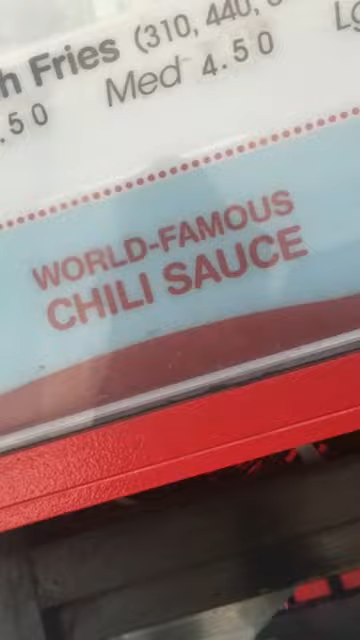 h Fries (310, 440,
.50 Med 4.50 L
WORLD-FAMOUS
CHILI SAUCE